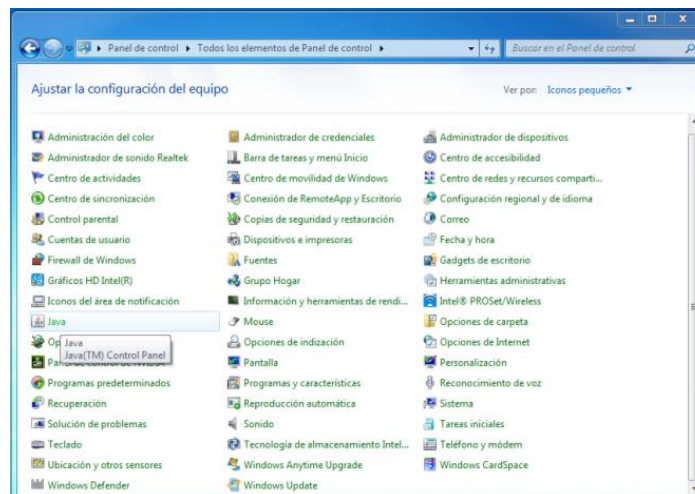 Panel de control ▸ Todos los elementos de Panel de control ▸
Buscar en el Panel de control
Ajustar la configuración del equipo
Ver por: Iconos pequeños
Administración del color
Administrador de credenciales
Administrador de dispositivos
Administrador de sonido Realtek
Barra de tareas y menú Inicio
Centro de accesibilidad
Centro de actividades
Centro de movilidad de Windows
Centro de redes y recursos comparti...
Centro de sincronización
Conexión de RemoteApp y Escritorio
Configuración regional y de idioma
Control parental
Copias de seguridad y restauración
Correo
Cuentas de usuario
Dispositivos e impresoras
Fecha y hora
Firewall de Windows
Fuentes
Gadgets de escritorio
Gráficos HD Intel(R)
Grupo Hogar
Herramientas administrativas
Iconos del área de notificación
Información y herramientas de rendi...
Intel® PROSet/Wireless
Java
Mouse
Opciones de carpeta
Java
Java(TM) Control Panel
Opciones de indización
Opciones de Internet
Pantalla
Personalización
Programas predeterminados
Programas y características
Reconocimiento de voz
Recuperación
Reproducción automática
Sistema
Solución de problemas
Sonido
Tareas iniciales
Teclado
Tecnología de almacenamiento Intel...
Teléfono y módem
Ubicación y otros sensores
Windows Anytime Upgrade
Windows CardSpace
Windows Defender
Windows Update